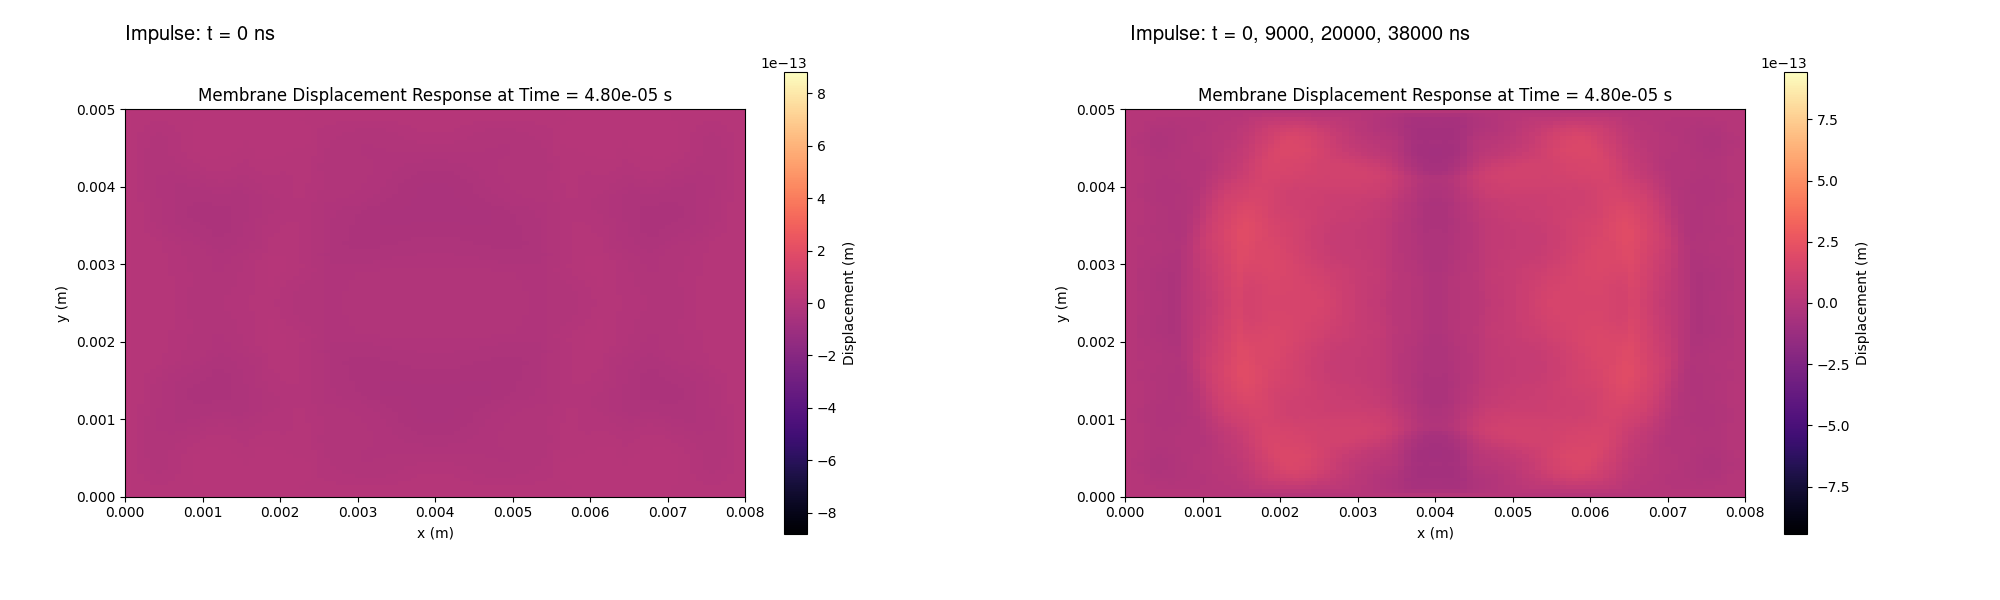 Impulse: t = 0 ns
1e−13
Membrane Displacement Response at Time = 4.80e-05 s
0.005
0.004
0.003
0.002
0.001
0.000
y (m)
0.000 0.001 0.002 0.003 0.004 0.005 0.006 0.007 0.008
x (m)
8
6
4
2
0
−2
−4
−6
−8
Displacement (m)
Impulse: t = 0, 9000, 20000, 38000 ns
1e−13
Membrane Displacement Response at Time = 4.80e-05 s
0.005
0.004
0.003
0.002
0.001
0.000
y (m)
0.000 0.001 0.002 0.003 0.004 0.005 0.006 0.007 0.008
x (m)
7.5
5.0
2.5
0.0
−2.5
−5.0
−7.5
Displacement (m)